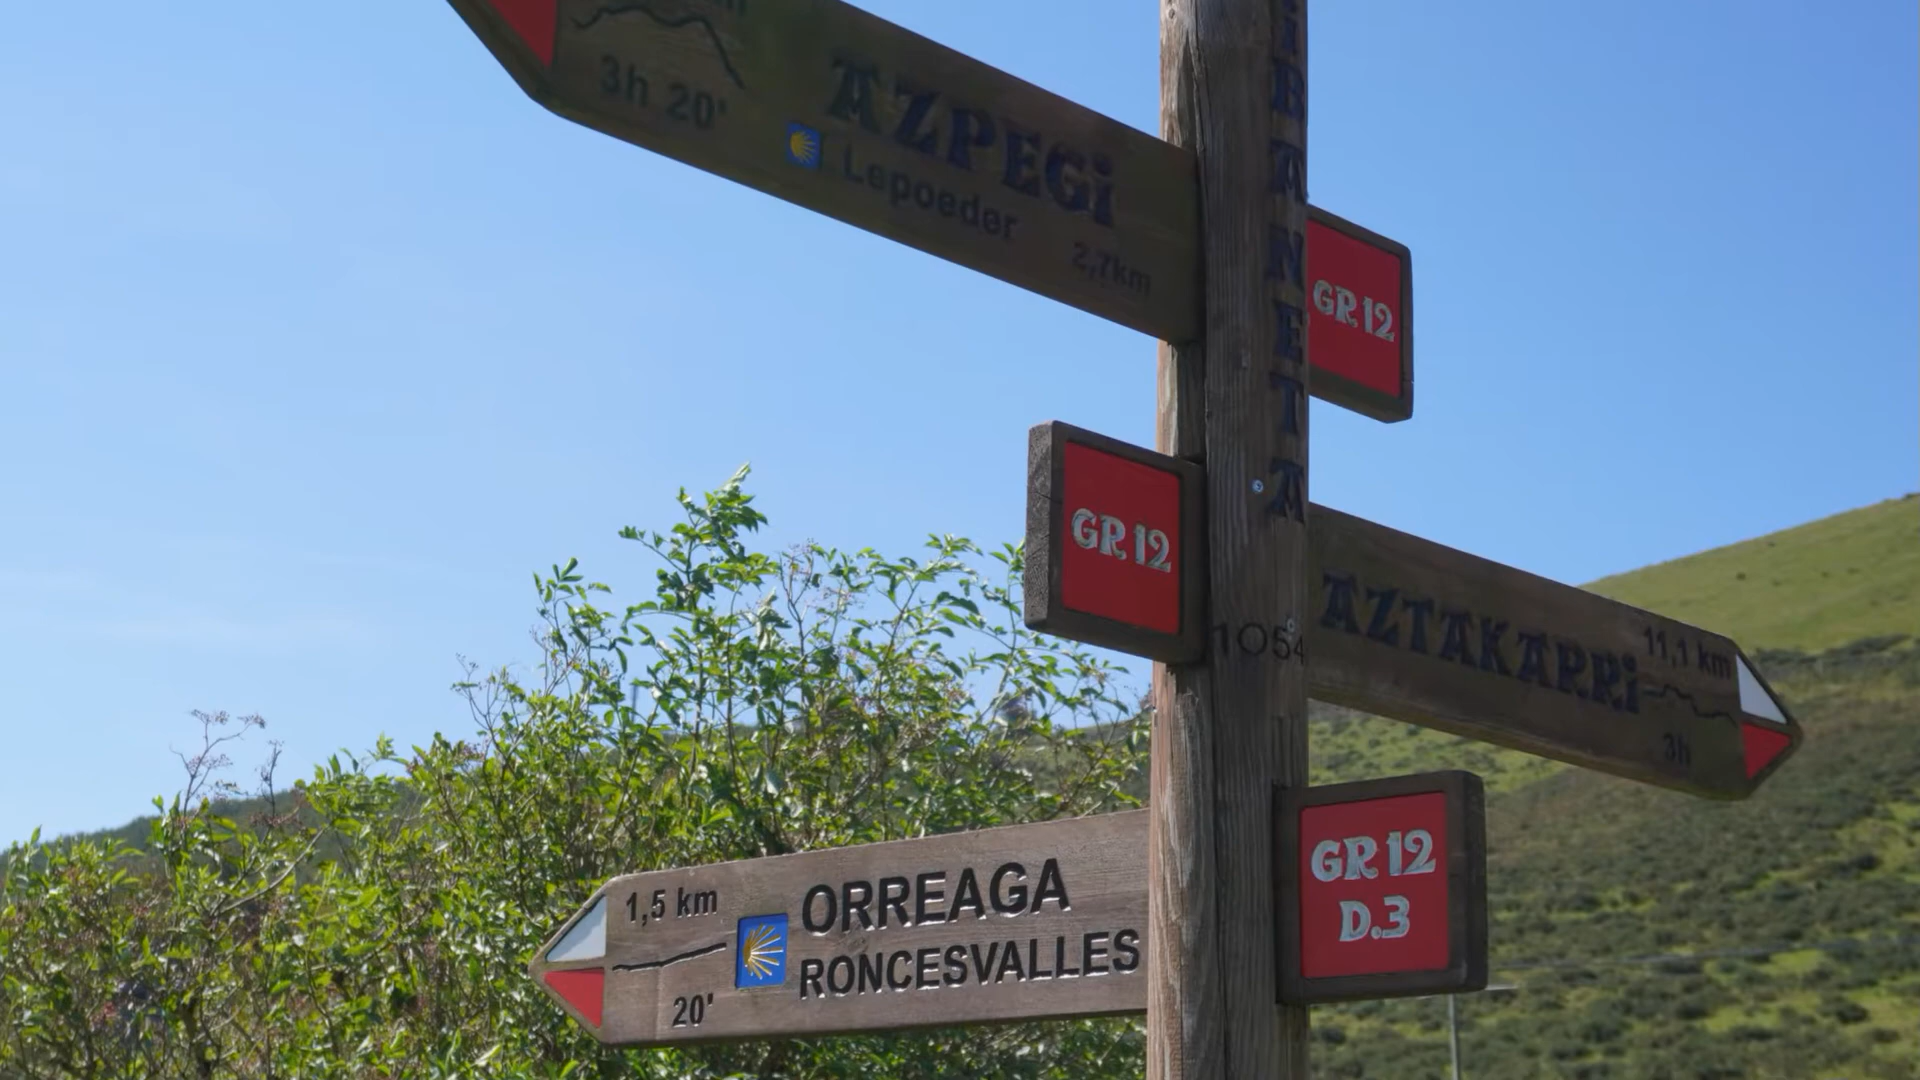 3h 20'
AZPEGi
Lepoeder
2,7km
iBANETA
1054
GR 12
GR 12
AZTAKARRi
11,1 km
3h
1,5 km
20'
ORREAGA
RONCESVALLES
GR 12
D.3